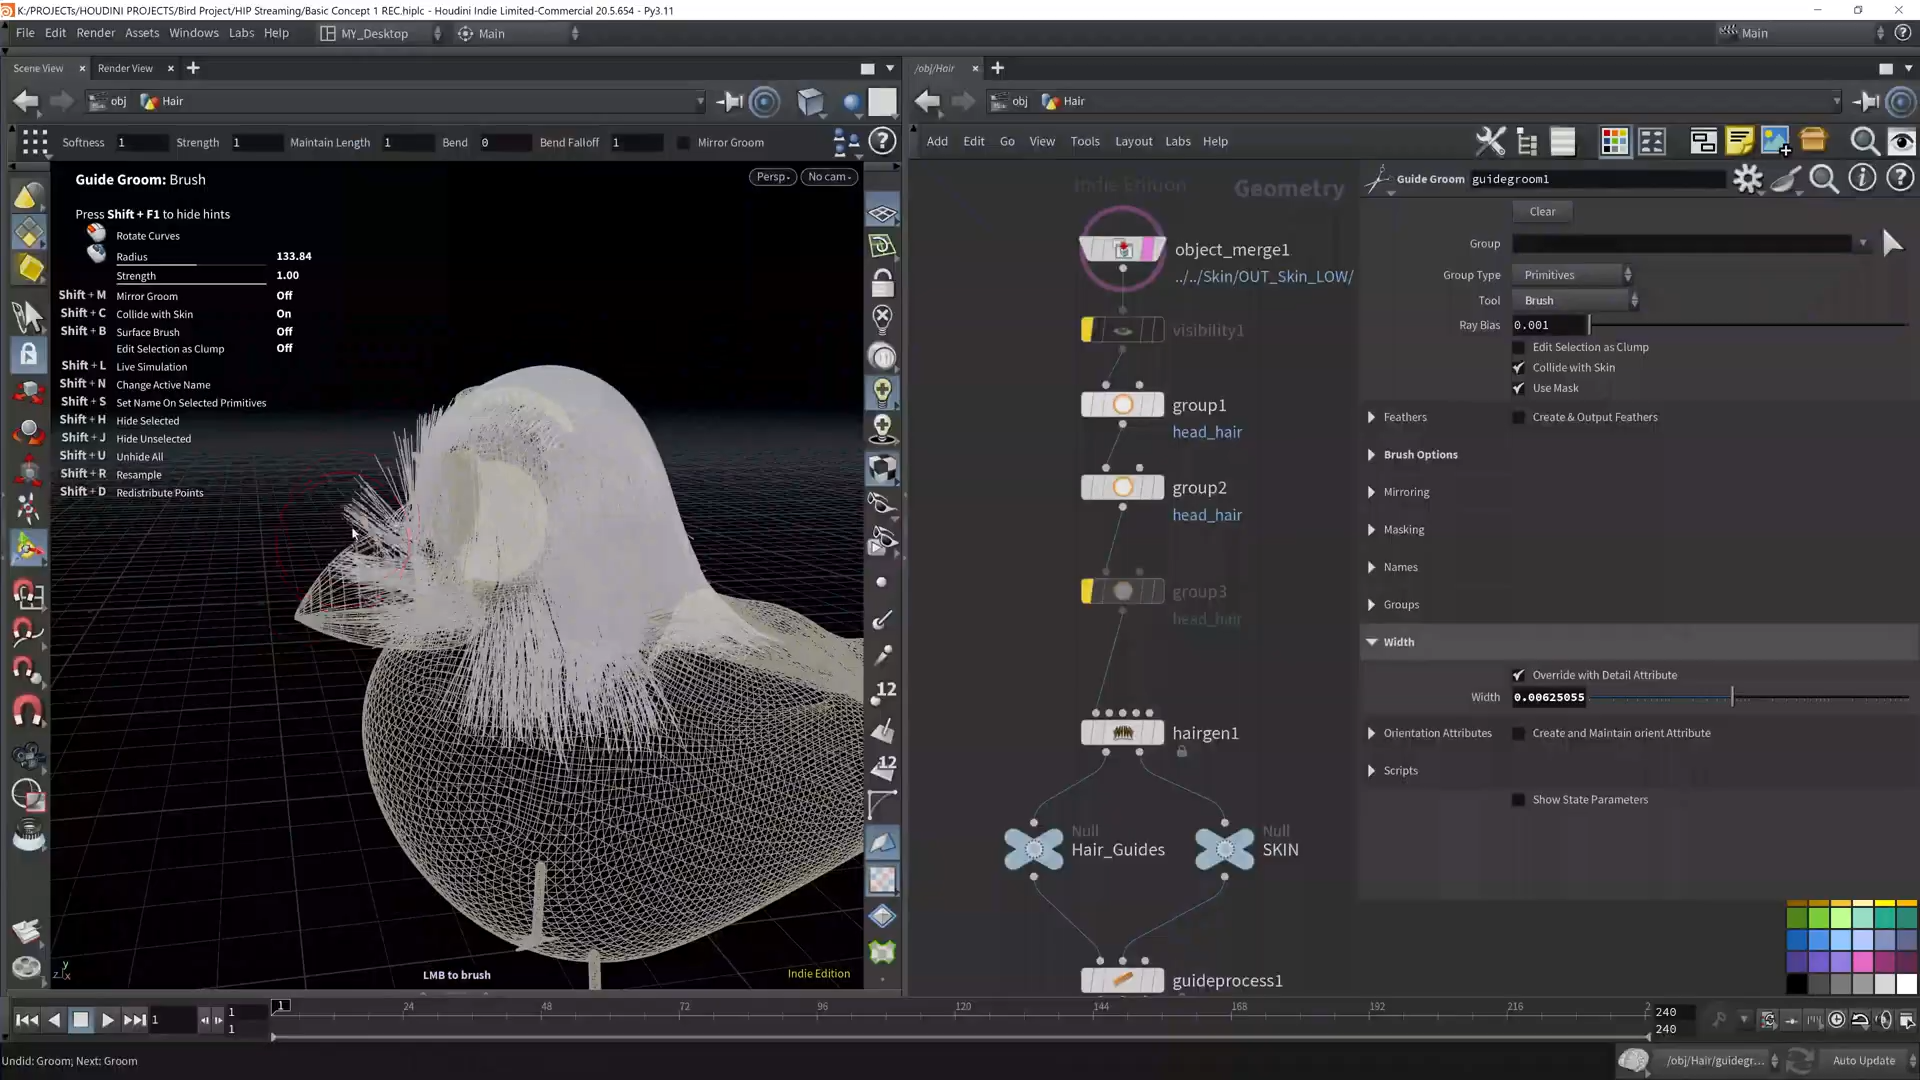 K:/PROJECTs/HOUDINI PROJECTS/Bird Project/HIP Streaming/Basic Concept 1 REC.hiplc - Houdini Indie Limited-Commercial 20.5.654 - Py3.11
File Edit Render Assets Windows Labs Help MY_Desktop Main Main
Scene View Render View /obj/Hair
obj Hair obj Hair
Softness 1 Strength 1 Maintain Length 1 Bend 0 Bend Falloff 1 Mirror Groom
Add Edit Go View Tools Layout Labs Help
Guide Groom: Brush
Persp No cam
Press Shift + F1 to hide hints
Rotate Curves
Radius 133.84
Strength 1.00
Shift + M Mirror Groom Off
Shift + C Collide with Skin On
Shift + B Surface Brush Off
Edit Selection as Clump Off
Shift + L Live Simulation
Shift + N Change Active Name
Shift + S Set Name On Selected Primitives
Shift + H Hide Selected
Shift + J Hide Unselected
Shift + U Unhide All
Shift + R Resample
Shift + D Redistribute Points
12
12
LMB to brush
Indie Edition
z x
y
Indie Edition
Geometry
object_merge1
../../Skin/OUT_Skin_LOW/
visibility1
group1
head_hair
group2
head_hair
group3
head_hair
hairgen1
Null
Hair_Guides
Null
SKIN
guideprocess1
Guide Groom guidegroom1
Clear
Group
Group Type Primitives
Tool Brush
Ray Bias 0.001
Edit Selection as Clump
Collide with Skin
Use Mask
Feathers Create & Output Feathers
Brush Options
Mirroring
Masking
Names
Groups
Width
Override with Detail Attribute
Width 0.00625055
Orientation Attributes Create and Maintain orient Attribute
Scripts
Show State Parameters
1 1 1 1 24 48 72 96 120 144 168 192 216 2 240
240
Undid: Groom; Next: Groom
/obj/Hair/guidegr... Auto Update